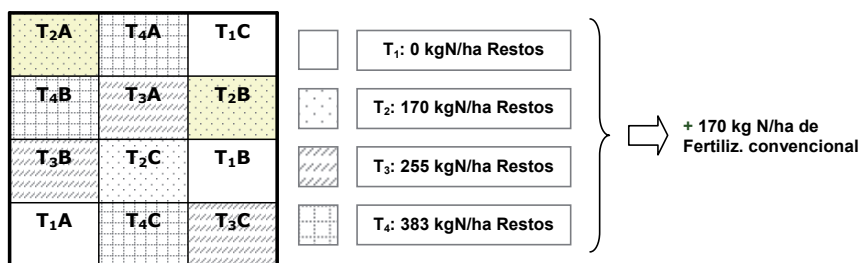 T₂A T₄A T₁C
T₄B T₃A T₂B
T₃B T₂C T₁B
T₁A T₄C T₃C
T₁: 0 kgN/ha Restos
T₂: 170 kgN/ha Restos
T₃: 255 kgN/ha Restos
T₄: 383 kgN/ha Restos
+ 170 kg N/ha de
Fertiliz. convencional